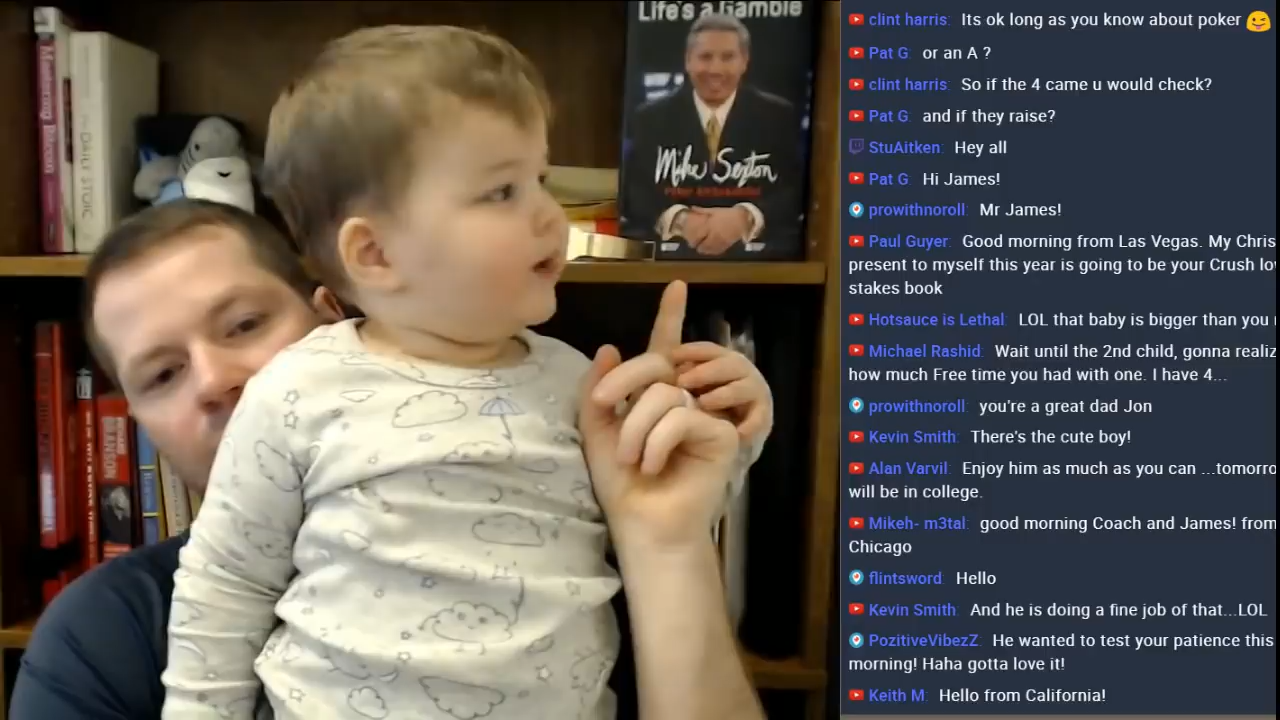 Life's a Gamble
Mike Sexton
Mastering Bitcoin
DAILY STOIC
BRANSON
clint harris: Its ok long as you know about poker 😜
Pat G: or an A ?
clint harris: So if the 4 came u would check?
Pat G: and if they raise?
StuAitken: Hey all
Pat G: Hi James!
prowithnoroll: Mr James!
Paul Guyer: Good morning from Las Vegas. My Chris
present to myself this year is going to be your Crush lo
stakes book
Hotsauce is Lethal: LOL that baby is bigger than you
Michael Rashid: Wait until the 2nd child, gonna realiz
how much Free time you had with one. I have 4...
prowithnoroll: you're a great dad Jon
Kevin Smith: There's the cute boy!
Alan Varvil: Enjoy him as much as you can ...tomorro
will be in college.
Mikeh- m3tal: good morning Coach and James! from
Chicago
flintsword: Hello
Kevin Smith: And he is doing a fine job of that...LOL
PozitiveVibezZ: He wanted to test your patience this
morning! Haha gotta love it!
Keith M: Hello from California!